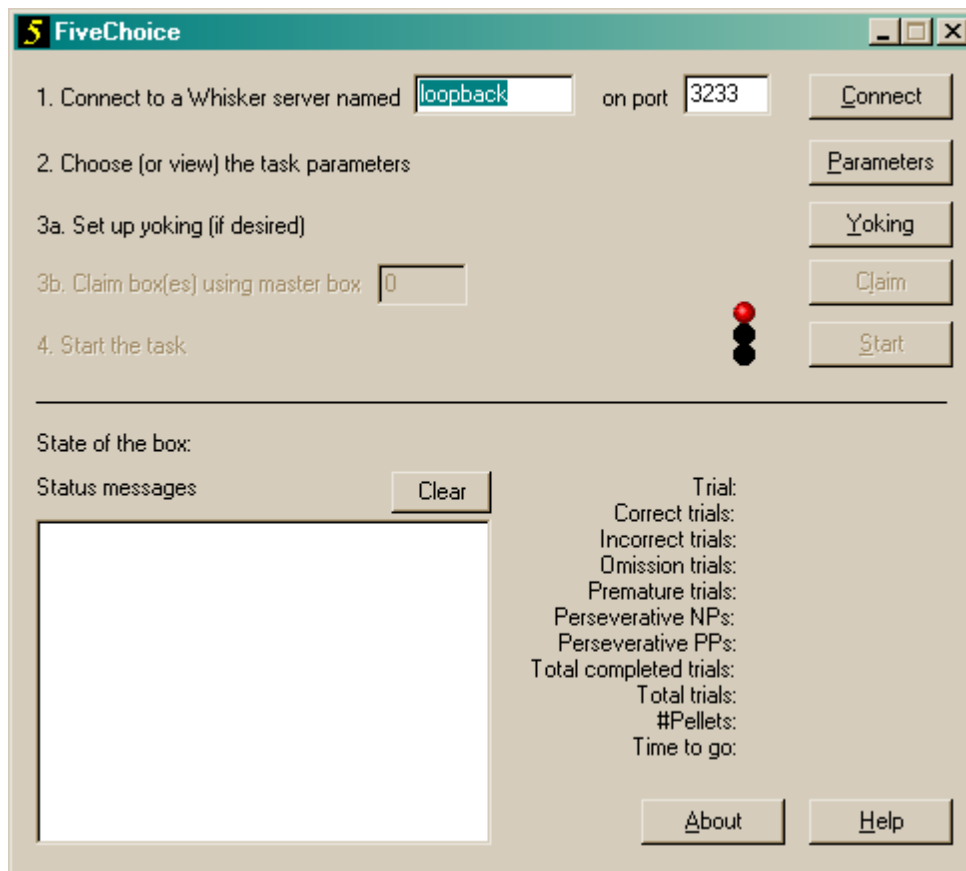 5 FiveChoice
1. Connect to a Whisker server named loopback on port 3233 Connect
2. Choose (or view) the task parameters Parameters
3a. Set up yoking (if desired) Yoking
3b. Claim box(es) using master box 0 Claim
4. Start the task Start
State of the box:
Status messages Clear
Trial:
Correct trials:
Incorrect trials:
Omission trials:
Premature trials:
Perseverative NPs:
Perseverative PPs:
Total completed trials:
Total trials:
#Pellets:
Time to go:
About Help